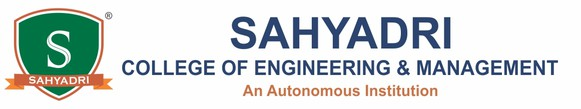 S
SAHYADRI
®
SAHYADRI
COLLEGE OF ENGINEERING & MANAGEMENT
An Autonomous Institution